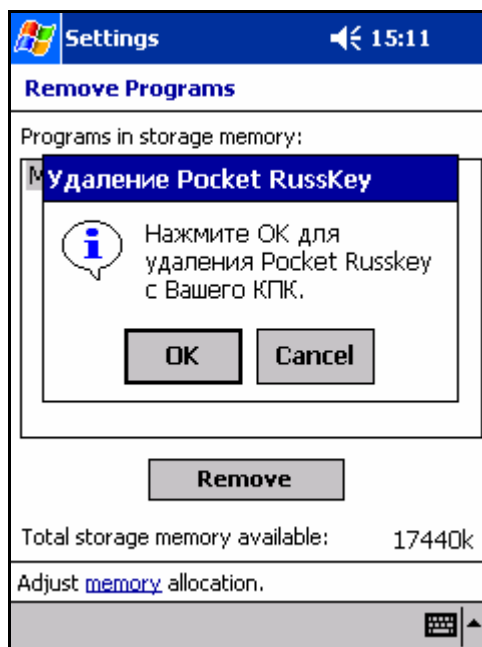 Settings 15:11
Remove Programs
Programs in storage memory:
M
Удаление Pocket RussKey
Нажмите ОК для
удаления Pocket Russkey
с Вашего КПК.
OK Cancel
Remove
Total storage memory available: 17440k
Adjust memory allocation.